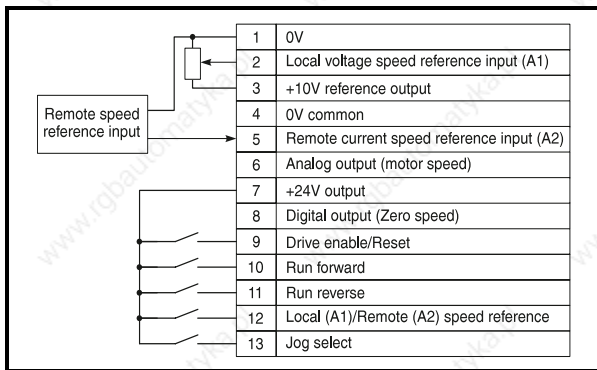 1 0V
2 Local voltage speed reference input (A1)
3 +10V reference output
Remote speed
reference input
4 0V common
5 Remote current speed reference input (A2)
6 Analog output (motor speed)
7 +24V output
8 Digital output (Zero speed)
9 Drive enable/Reset
10 Run forward
11 Run reverse
12 Local (A1)/Remote (A2) speed reference
13 Jog select
www.rgbautomatyka.pl